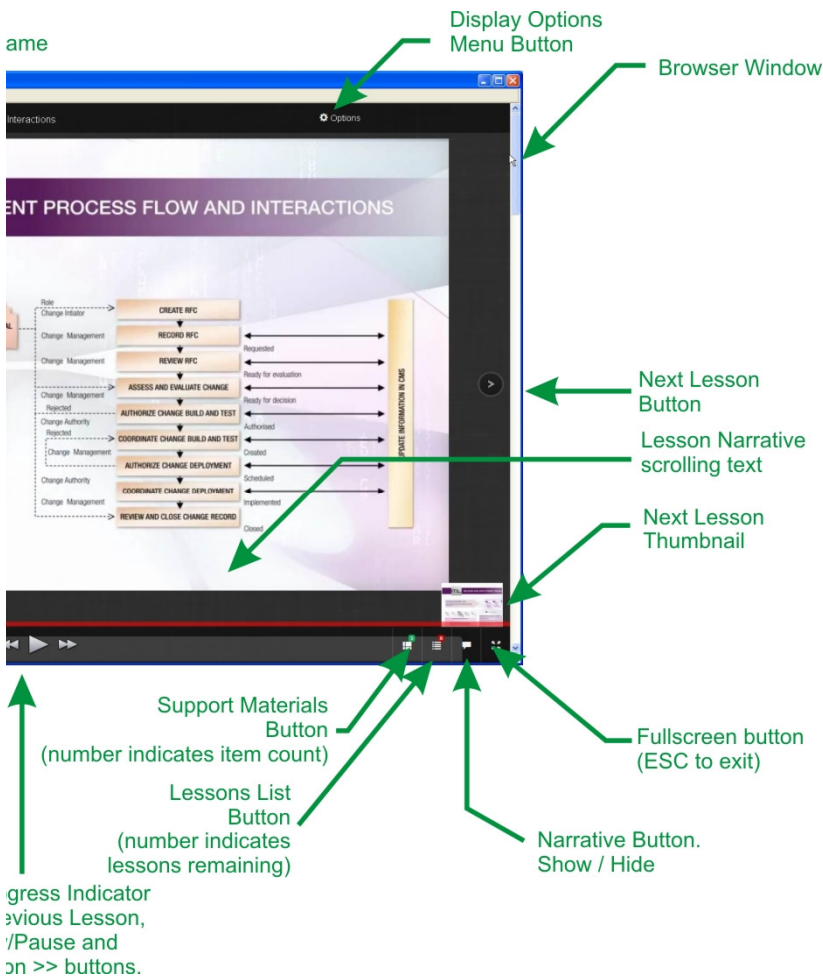 Display Options
Menu Button
ame
Browser Window
Interactions
Options
ENT PROCESS FLOW AND INTERACTIONS
Role
Change Intiator
CREATE RFC
AL
Change Management
RECORD RFC
Requested
Change Management
REVIEW RFC
Ready for evaluation
ASSESS AND EVALUATE CHANGE
Change Management
Ready for decision
Rejected
AUTHORIZE CHANGE BUILD AND TEST
Change Authority
Authorised
Rejected
COORDINATE CHANGE BUILD AND TEST
Change Management
Created
AUTHORIZE CHANGE DEPLOYMENT
Change Authority
Scheduled
COORDINATE CHANGE DEPLOYMENT
Change Management
Implemented
REVIEW AND CLOSE CHANGE RECORD
Closed
UPDATE INFORMATION IN CMS
Next Lesson
Button
Lesson Narrative
scrolling text
Next Lesson
Thumbnail
Support Materials
Button
(number indicates item count)
Fullscreen button
(ESC to exit)
Lessons List
Button
(number indicates
lessons remaining)
Narrative Button.
Show / Hide
gress Indicator
evious Lesson,
/Pause and
on >> buttons.